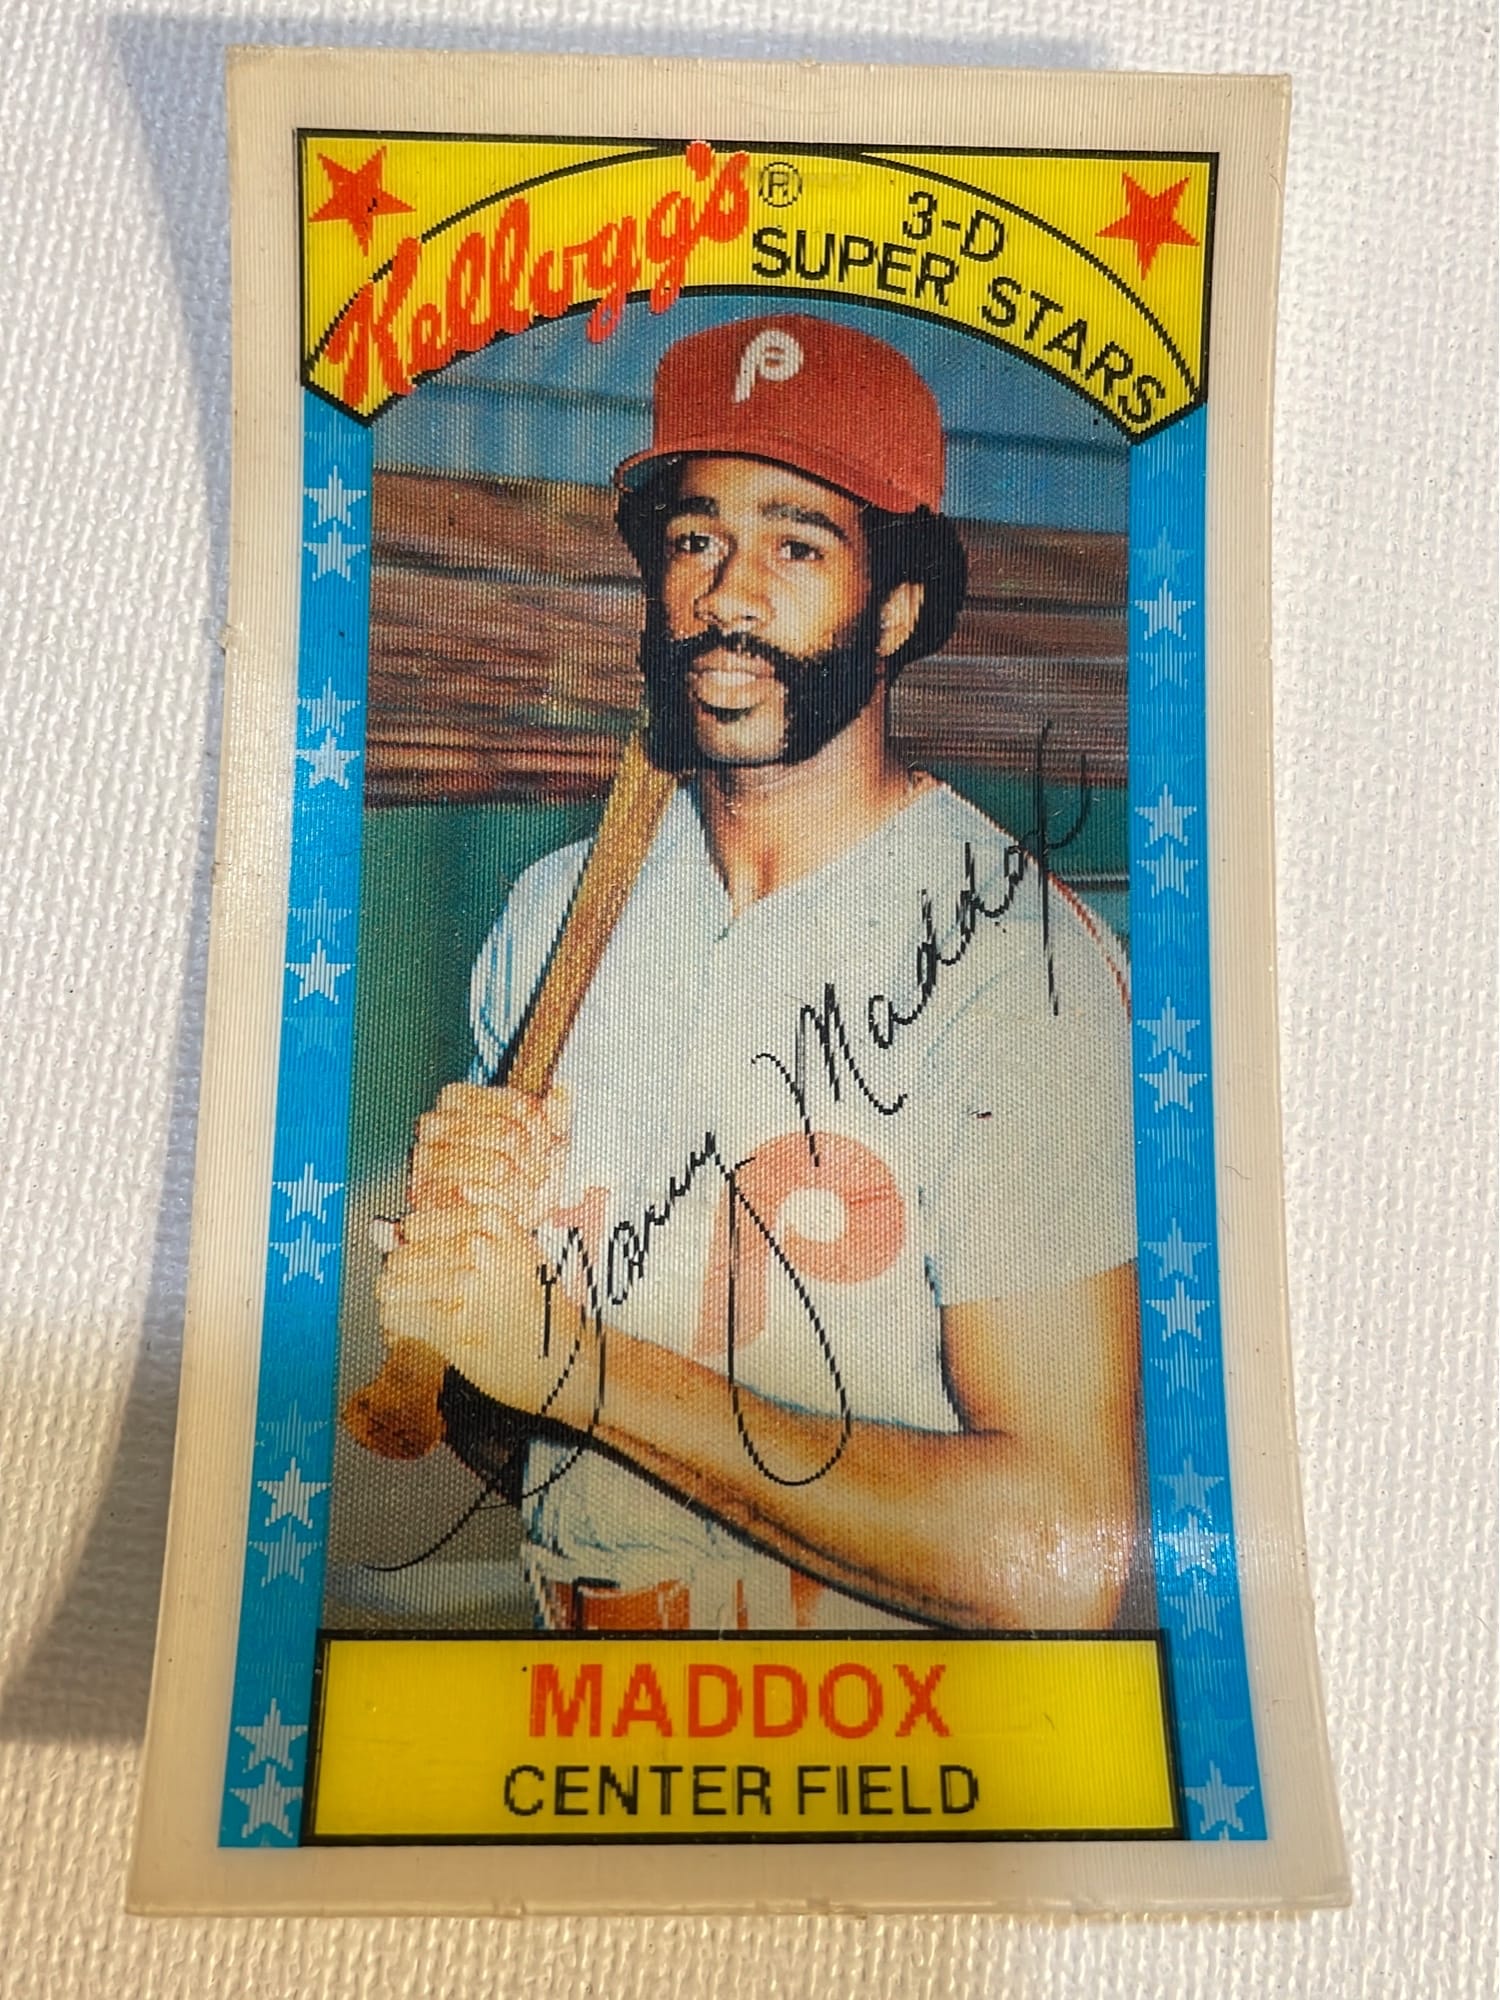 Kellogg's® 3-D
SUPER STARS
P
Garry Maddox
P
MADDOX
CENTER FIELD